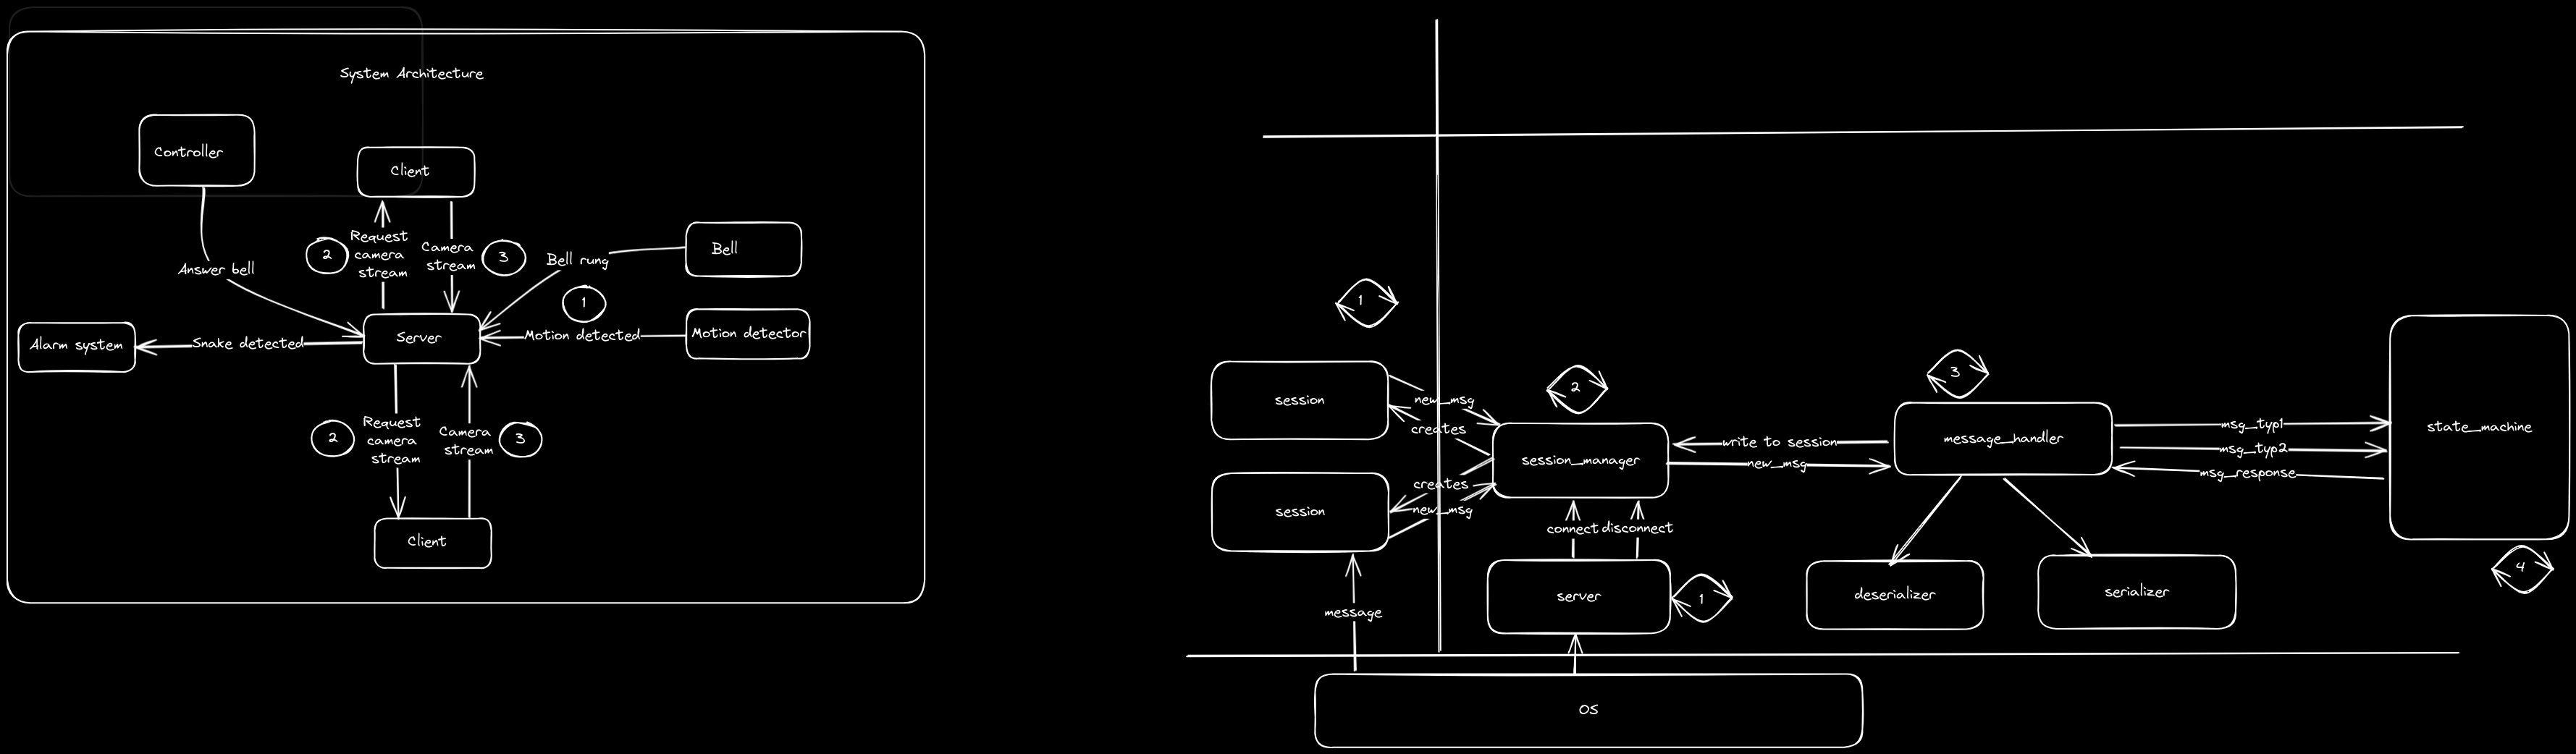 System Architecture
Controller
Client
2
Request
camera
stream
Camera
stream
3
Bell rung
Bell
Answer bell
1
Alarm system
Snake detected
Server
Motion detected
Motion detector
2
Request
camera
stream
Camera
stream
3
Client
1
session
new_msg
creates
session
creates
new_msg
message
2
session_manager
connect
disconnect
server
1
write to session
new_msg
3
message_handler
deserializer
serializer
msg_typ1
msg_typ2
msg_response
state_machine
4
OS